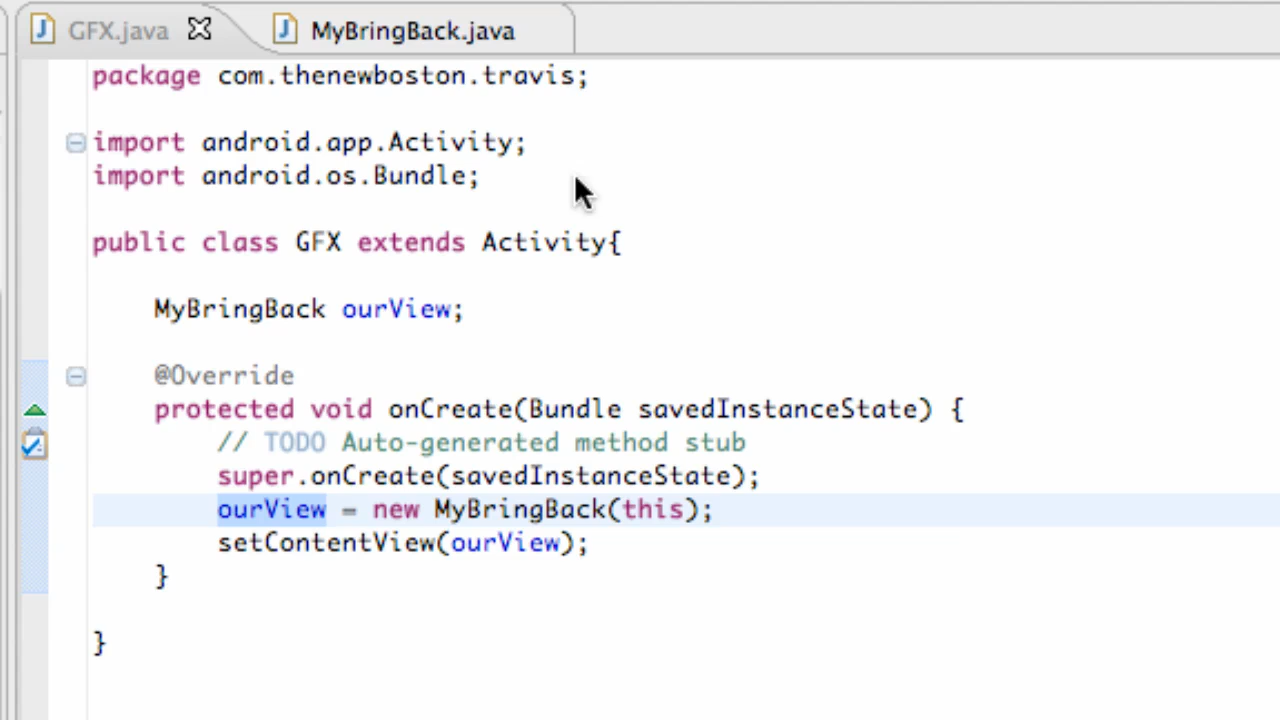 GFX.java
MyBringBack.java
package com.thenewboston.travis;
import android.app.Activity;
import android.os.Bundle;
public class GFX extends Activity{
MyBringBack ourView;
@Override
protected void onCreate(Bundle savedInstanceState) {
// TODO Auto-generated method stub
super.onCreate(savedInstanceState);
ourView = new MyBringBack(this);
setContentView(ourView);
}
}